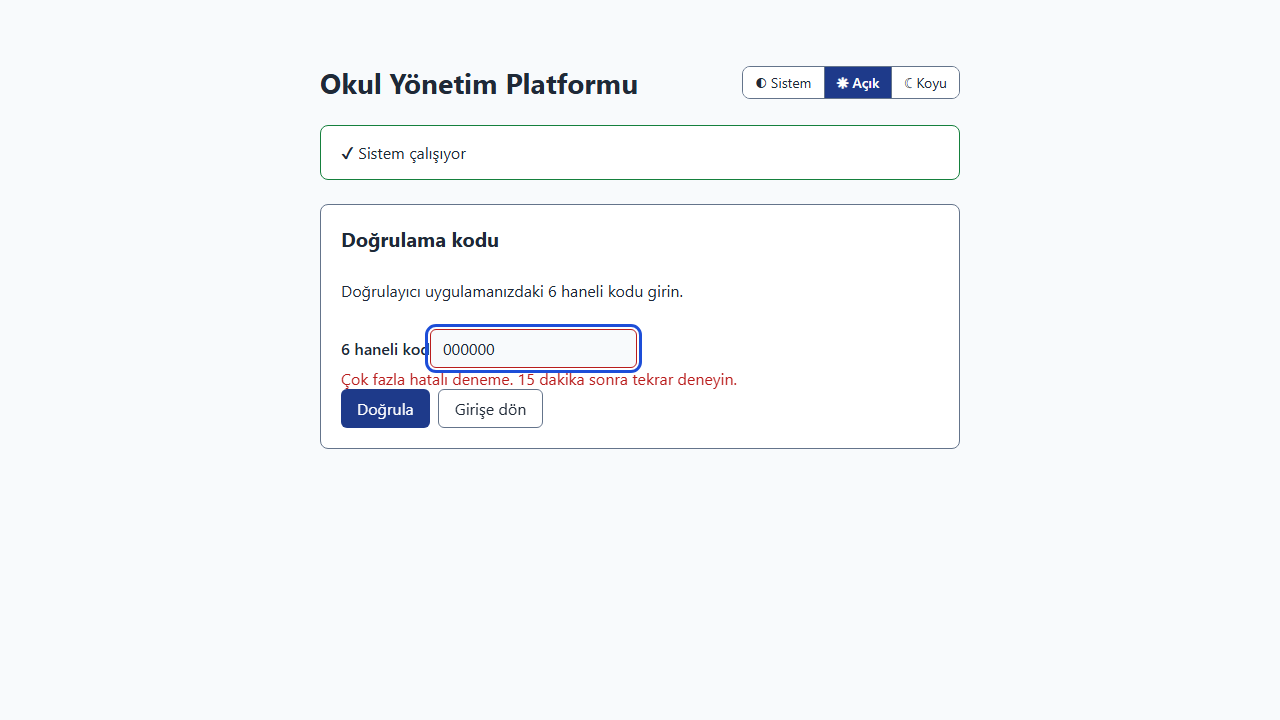 Okul Yönetim Platformu
◐ Sistem
❋ Açık
☾ Koyu
✓ Sistem çalışıyor
Doğrulama kodu
Doğrulayıcı uygulamanızdaki 6 haneli kodu girin.
6 haneli kod 000000
Çok fazla hatalı deneme. 15 dakika sonra tekrar deneyin.
Doğrula
Girişe dön